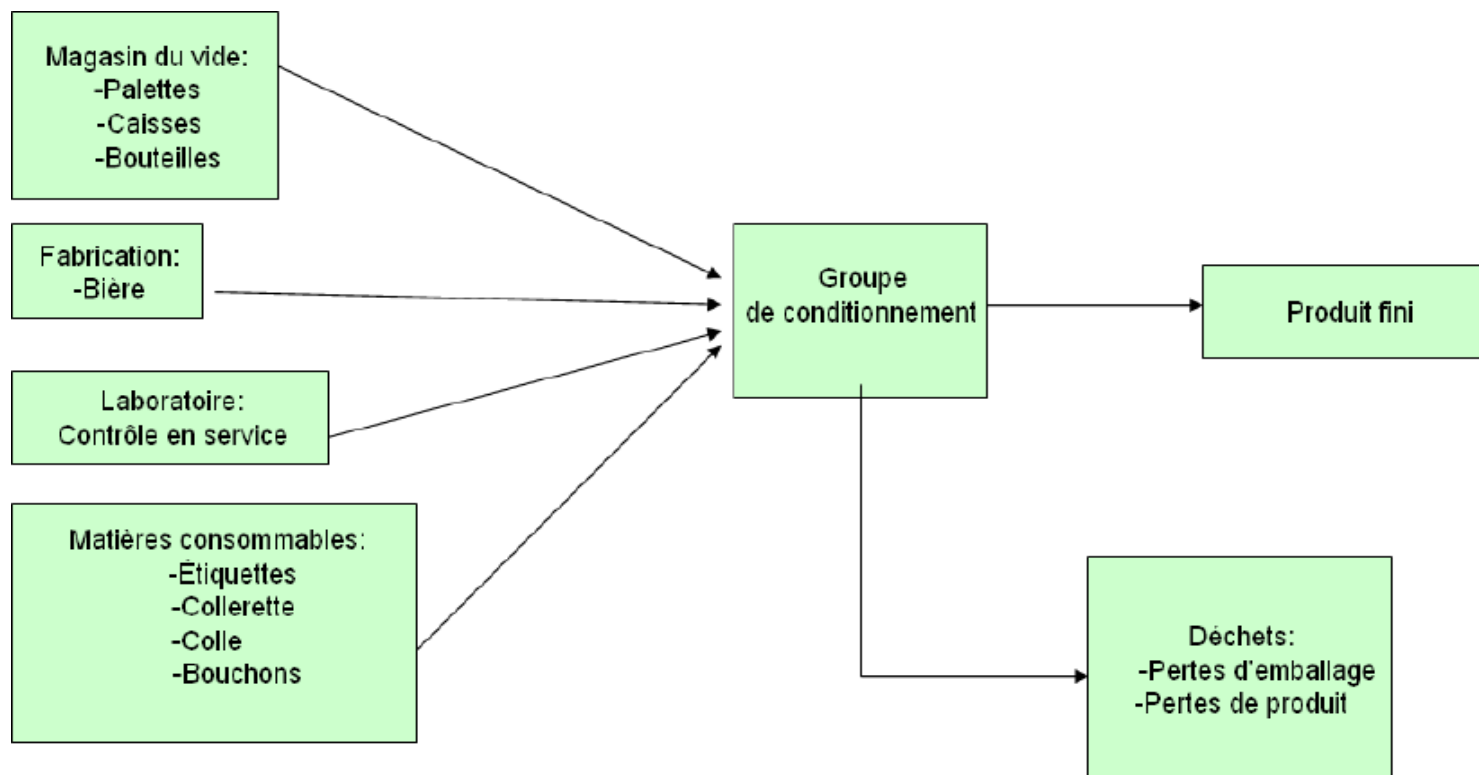 Magasin du vide:
-Palettes
-Caisses
-Bouteilles
Fabrication:
-Bière
Laboratoire:
Contrôle en service
Matières consommables:
-Étiquettes
-Collerette
-Colle
-Bouchons
Groupe
de conditionnement
Produit fini
Déchets:
-Pertes d'emballage
-Pertes de produit